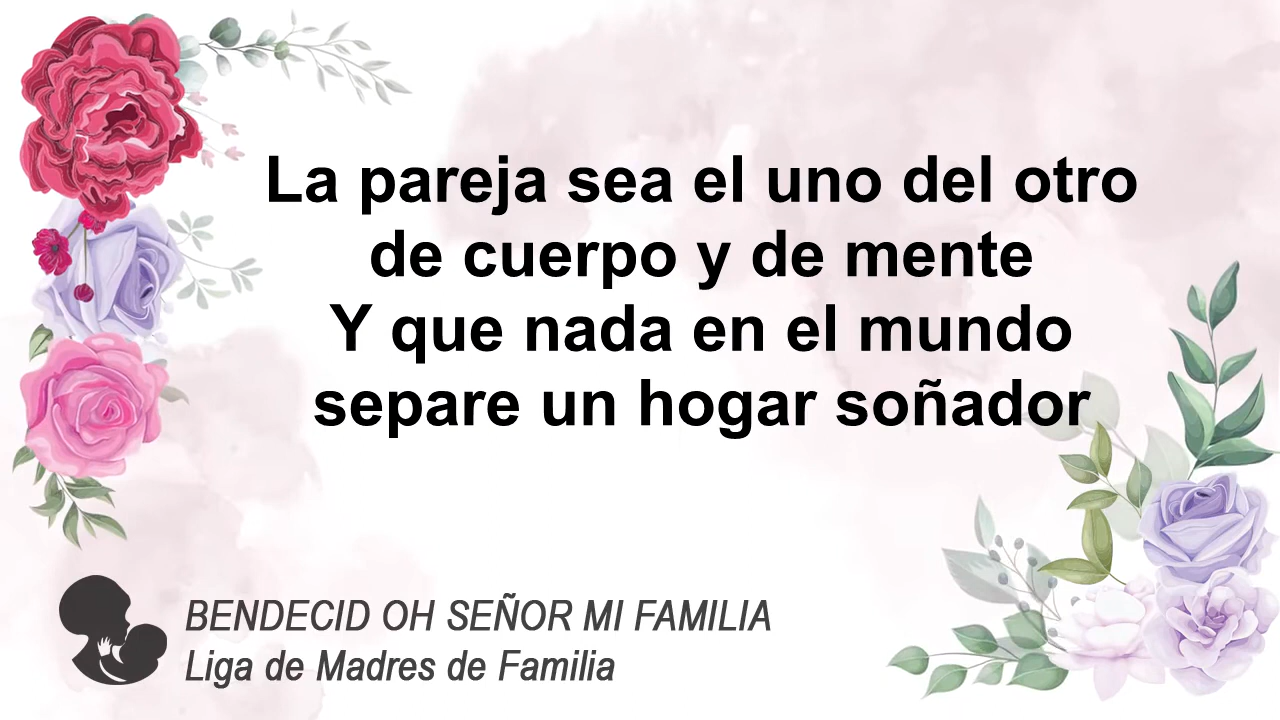 La pareja sea el uno del otro
de cuerpo y de mente
Y que nada en el mundo
separe un hogar soñador
BENDECID OH SEÑOR MI FAMILIA
Liga de Madres de Familia